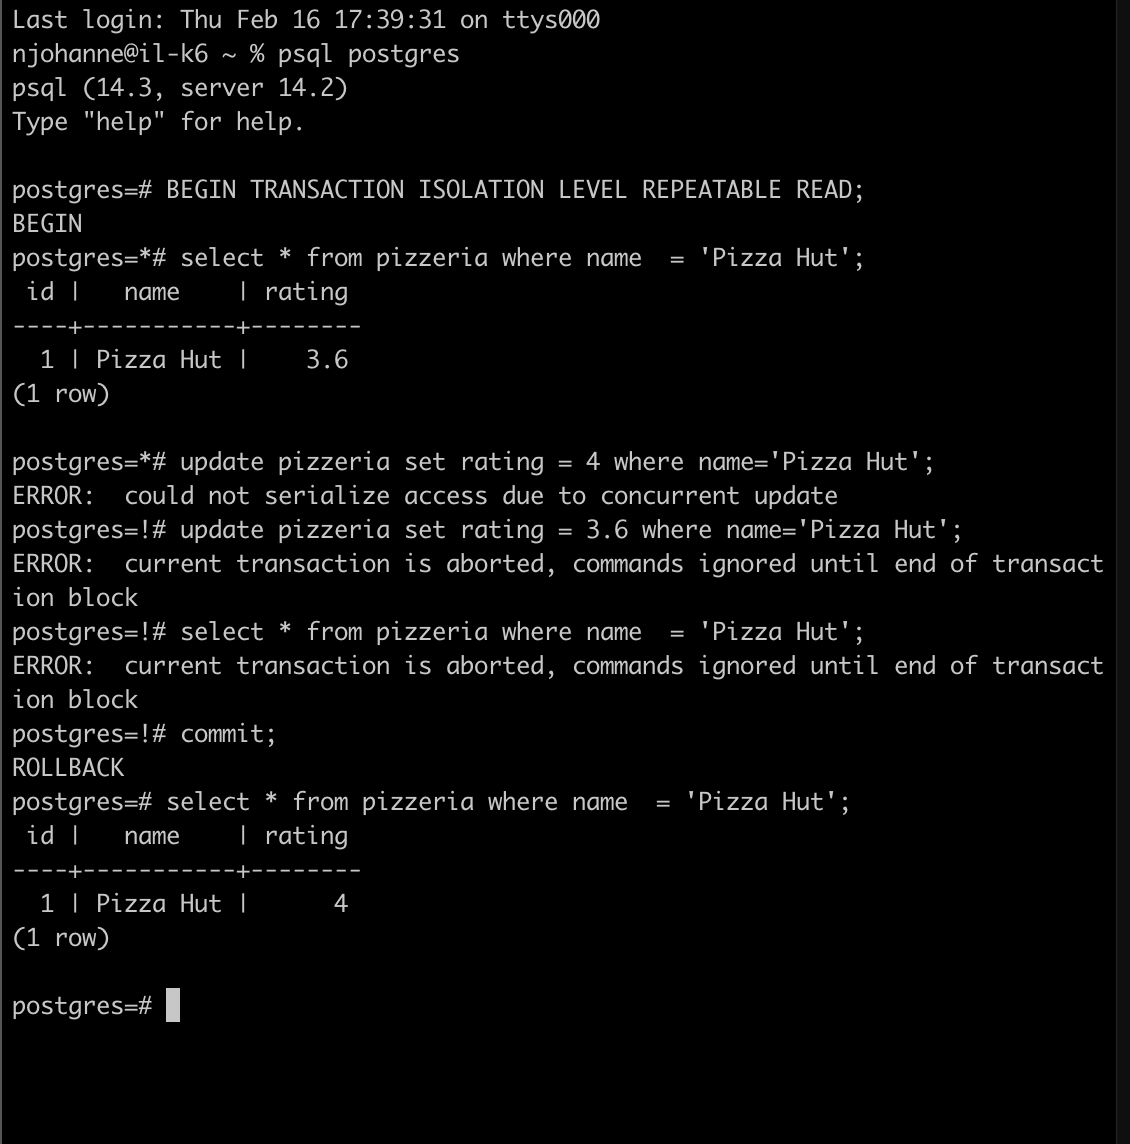 Last login: Thu Feb 16 17:39:31 on ttys000
njohanne@il-k6 ~ % psql postgres
psql (14.3, server 14.2)
Type "help" for help.

postgres=# BEGIN TRANSACTION ISOLATION LEVEL REPEATABLE READ;
BEGIN
postgres=*# select * from pizzeria where name  = 'Pizza Hut';
 id |   name    | rating
----+-----------+--------
  1 | Pizza Hut |    3.6
(1 row)

postgres=*# update pizzeria set rating = 4 where name='Pizza Hut';
ERROR:  could not serialize access due to concurrent update
postgres=!# update pizzeria set rating = 3.6 where name='Pizza Hut';
ERROR:  current transaction is aborted, commands ignored until end of transact
ion block
postgres=!# select * from pizzeria where name  = 'Pizza Hut';
ERROR:  current transaction is aborted, commands ignored until end of transact
ion block
postgres=!# commit;
ROLLBACK
postgres=# select * from pizzeria where name  = 'Pizza Hut';
 id |   name    | rating
----+-----------+--------
  1 | Pizza Hut |      4
(1 row)

postgres=#